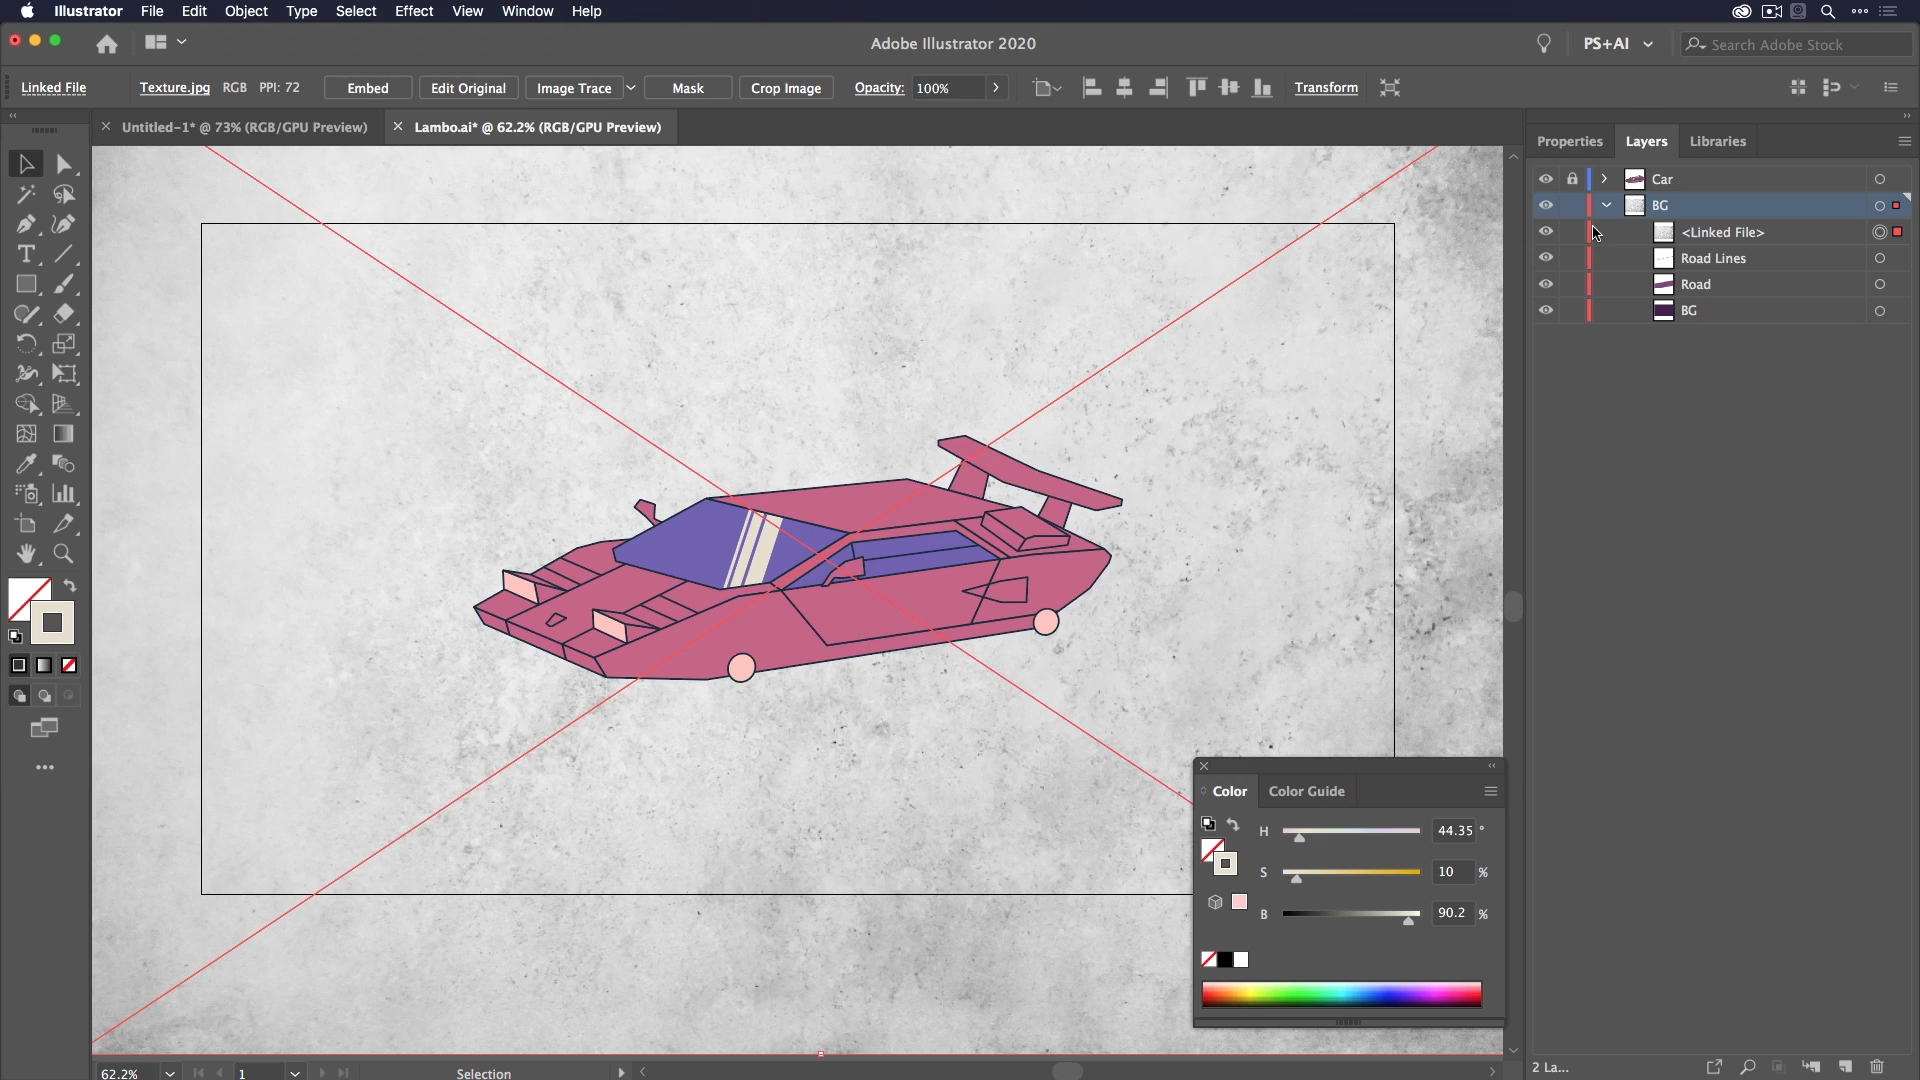 Illustrator File Edit Object Type Select Effect View Window Help
Adobe Illustrator 2020
PS+AI
Search Adobe Stock
Linked File
Texture.jpg RGB PPI: 72
Embed
Edit Original
Image Trace
Mask
Crop Image
Opacity: 100%
Transform
Untitled-1* @ 73% (RGB/GPU Preview)
Lambo.ai* @ 62.2% (RGB/GPU Preview)
Properties
Layers
Libraries
Car
BG
<Linked File>
Road Lines
Road
BG
Color
Color Guide
H 44.35 °
S 10 %
B 90.2 %
62.2%
1
Selection
2 La...